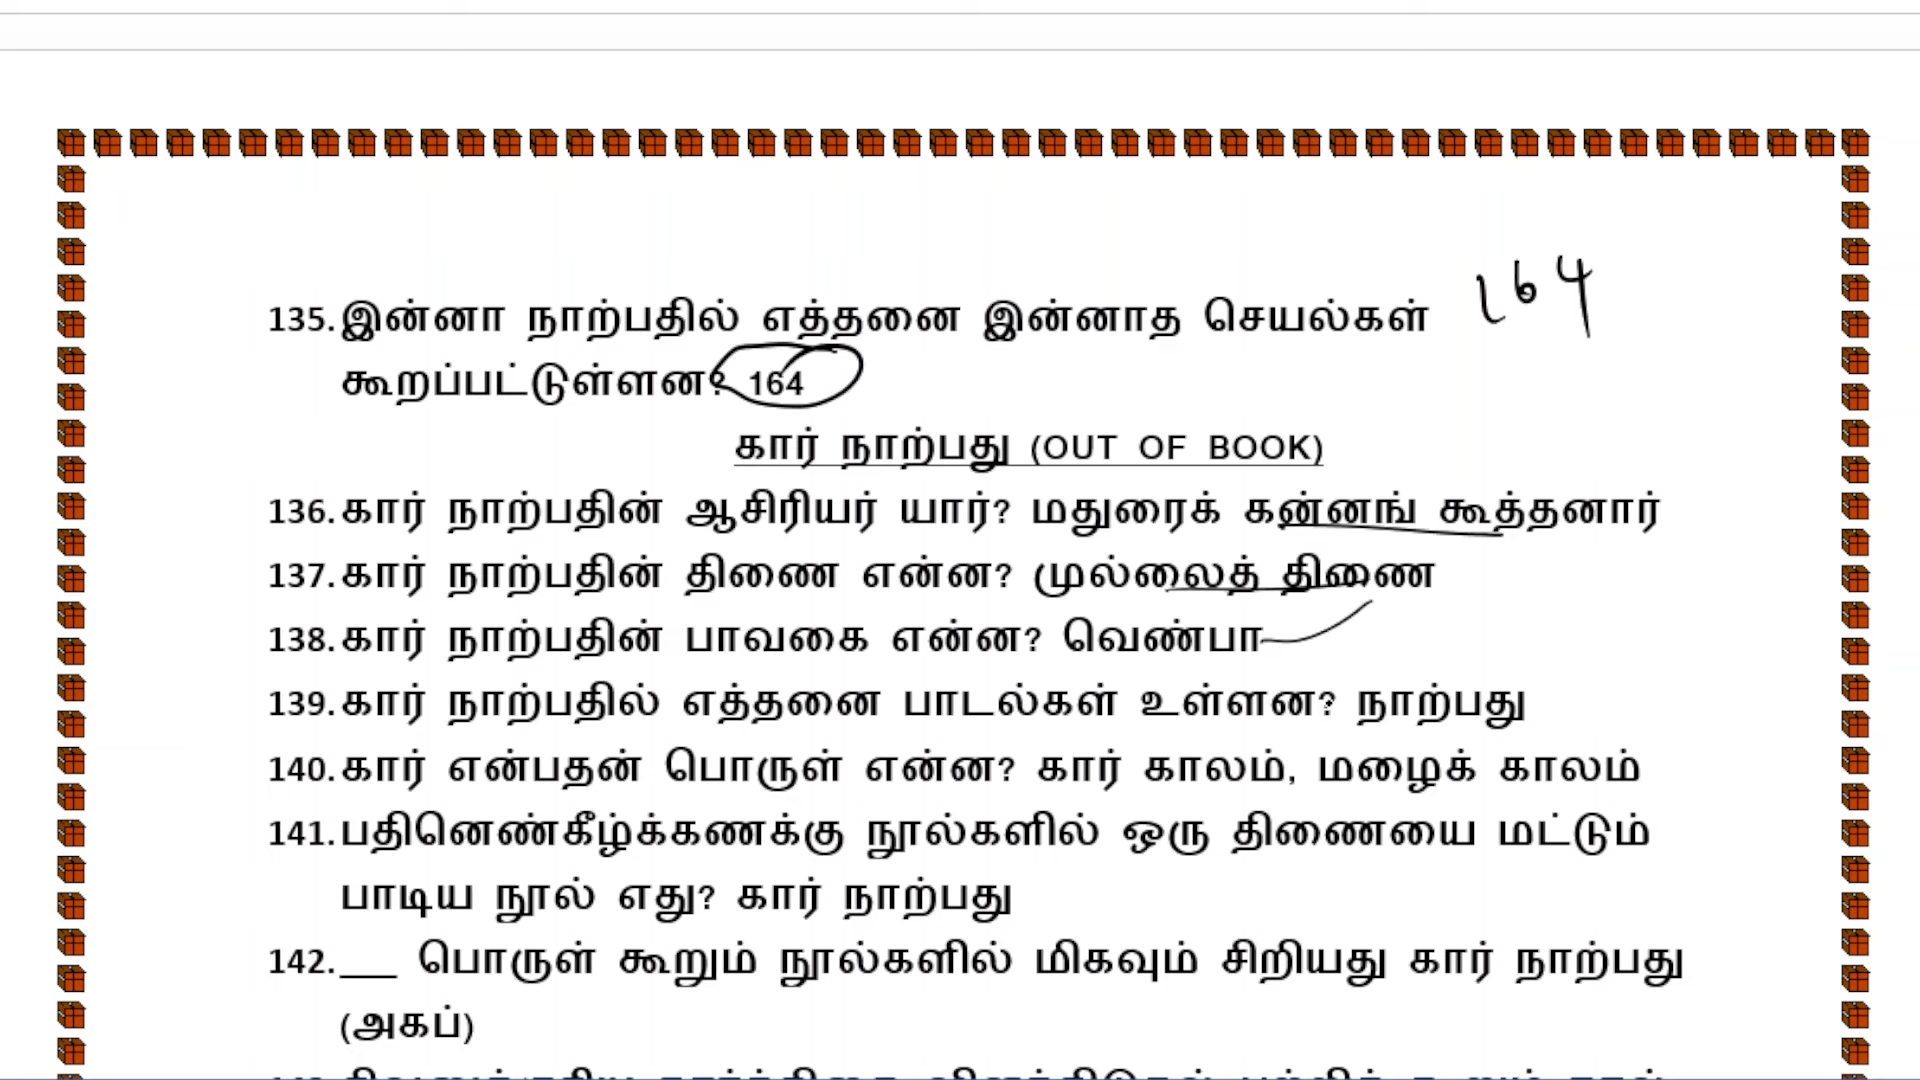 164
135. இன்னா நாற்பதில் எத்தனை இன்னாத செயல்கள்
கூறப்பட்டுள்ளன? 164
கார் நாற்பது (OUT OF BOOK)
136. கார் நாற்பதின் ஆசிரியர் யார்? மதுரைக் கன்னங் கூத்தனார்
137. கார் நாற்பதின் திணை என்ன? முல்லைத் திணை
138. கார் நாற்பதின் பாவகை என்ன? வெண்பா
139. கார் நாற்பதில் எத்தனை பாடல்கள் உள்ளன? நாற்பது
140. கார் என்பதன் பொருள் என்ன? கார் காலம், மழைக் காலம்
141. பதினெண்கீழ்க்கணக்கு நூல்களில் ஒரு திணையை மட்டும்
பாடிய நூல் எது? கார் நாற்பது
142. ___ பொருள் கூறும் நூல்களில் மிகவும் சிறியது கார் நாற்பது
(அகப்)